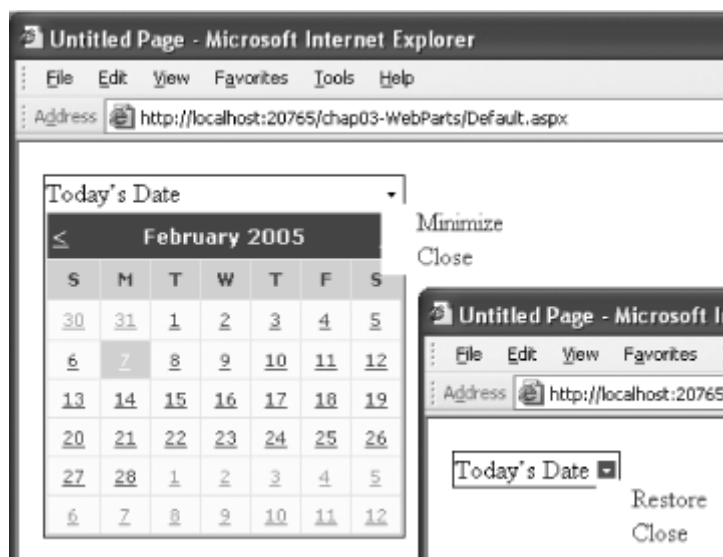 Untitled Page - Microsoft Internet Explorer
File Edit View Favorites Tools Help
Address http://localhost:20765/chap03-WebParts/Default.aspx
Today's Date
Minimize
Close
< February 2005
S M T W T F S
30 31 1 2 3 4 5
6 7 8 9 10 11 12
13 14 15 16 17 18 19
20 21 22 23 24 25 26
27 28 1 2 3 4 5
6 7 8 9 10 11 12
Untitled Page - Microsoft I
File Edit View Favorites
Address http://localhost:20765
Today's Date
Restore
Close